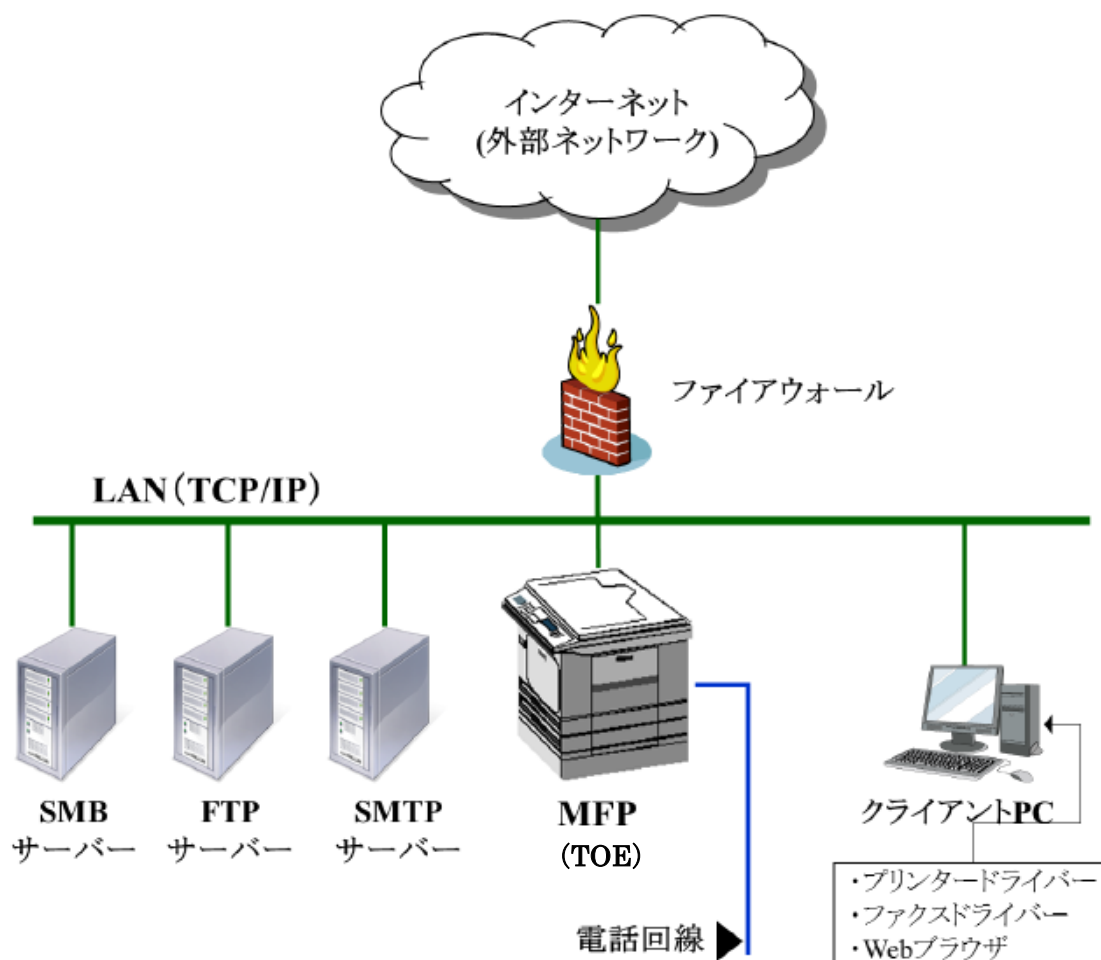 インターネット
(外部ネットワーク)
ファイアウォール
LAN(TCP/IP)
SMB
サーバー
FTP
サーバー
SMTP
サーバー
MFP
(TOE)
クライアントPC
・プリンタードライバー
・ファクスドライバー
・Webブラウザ
電話回線